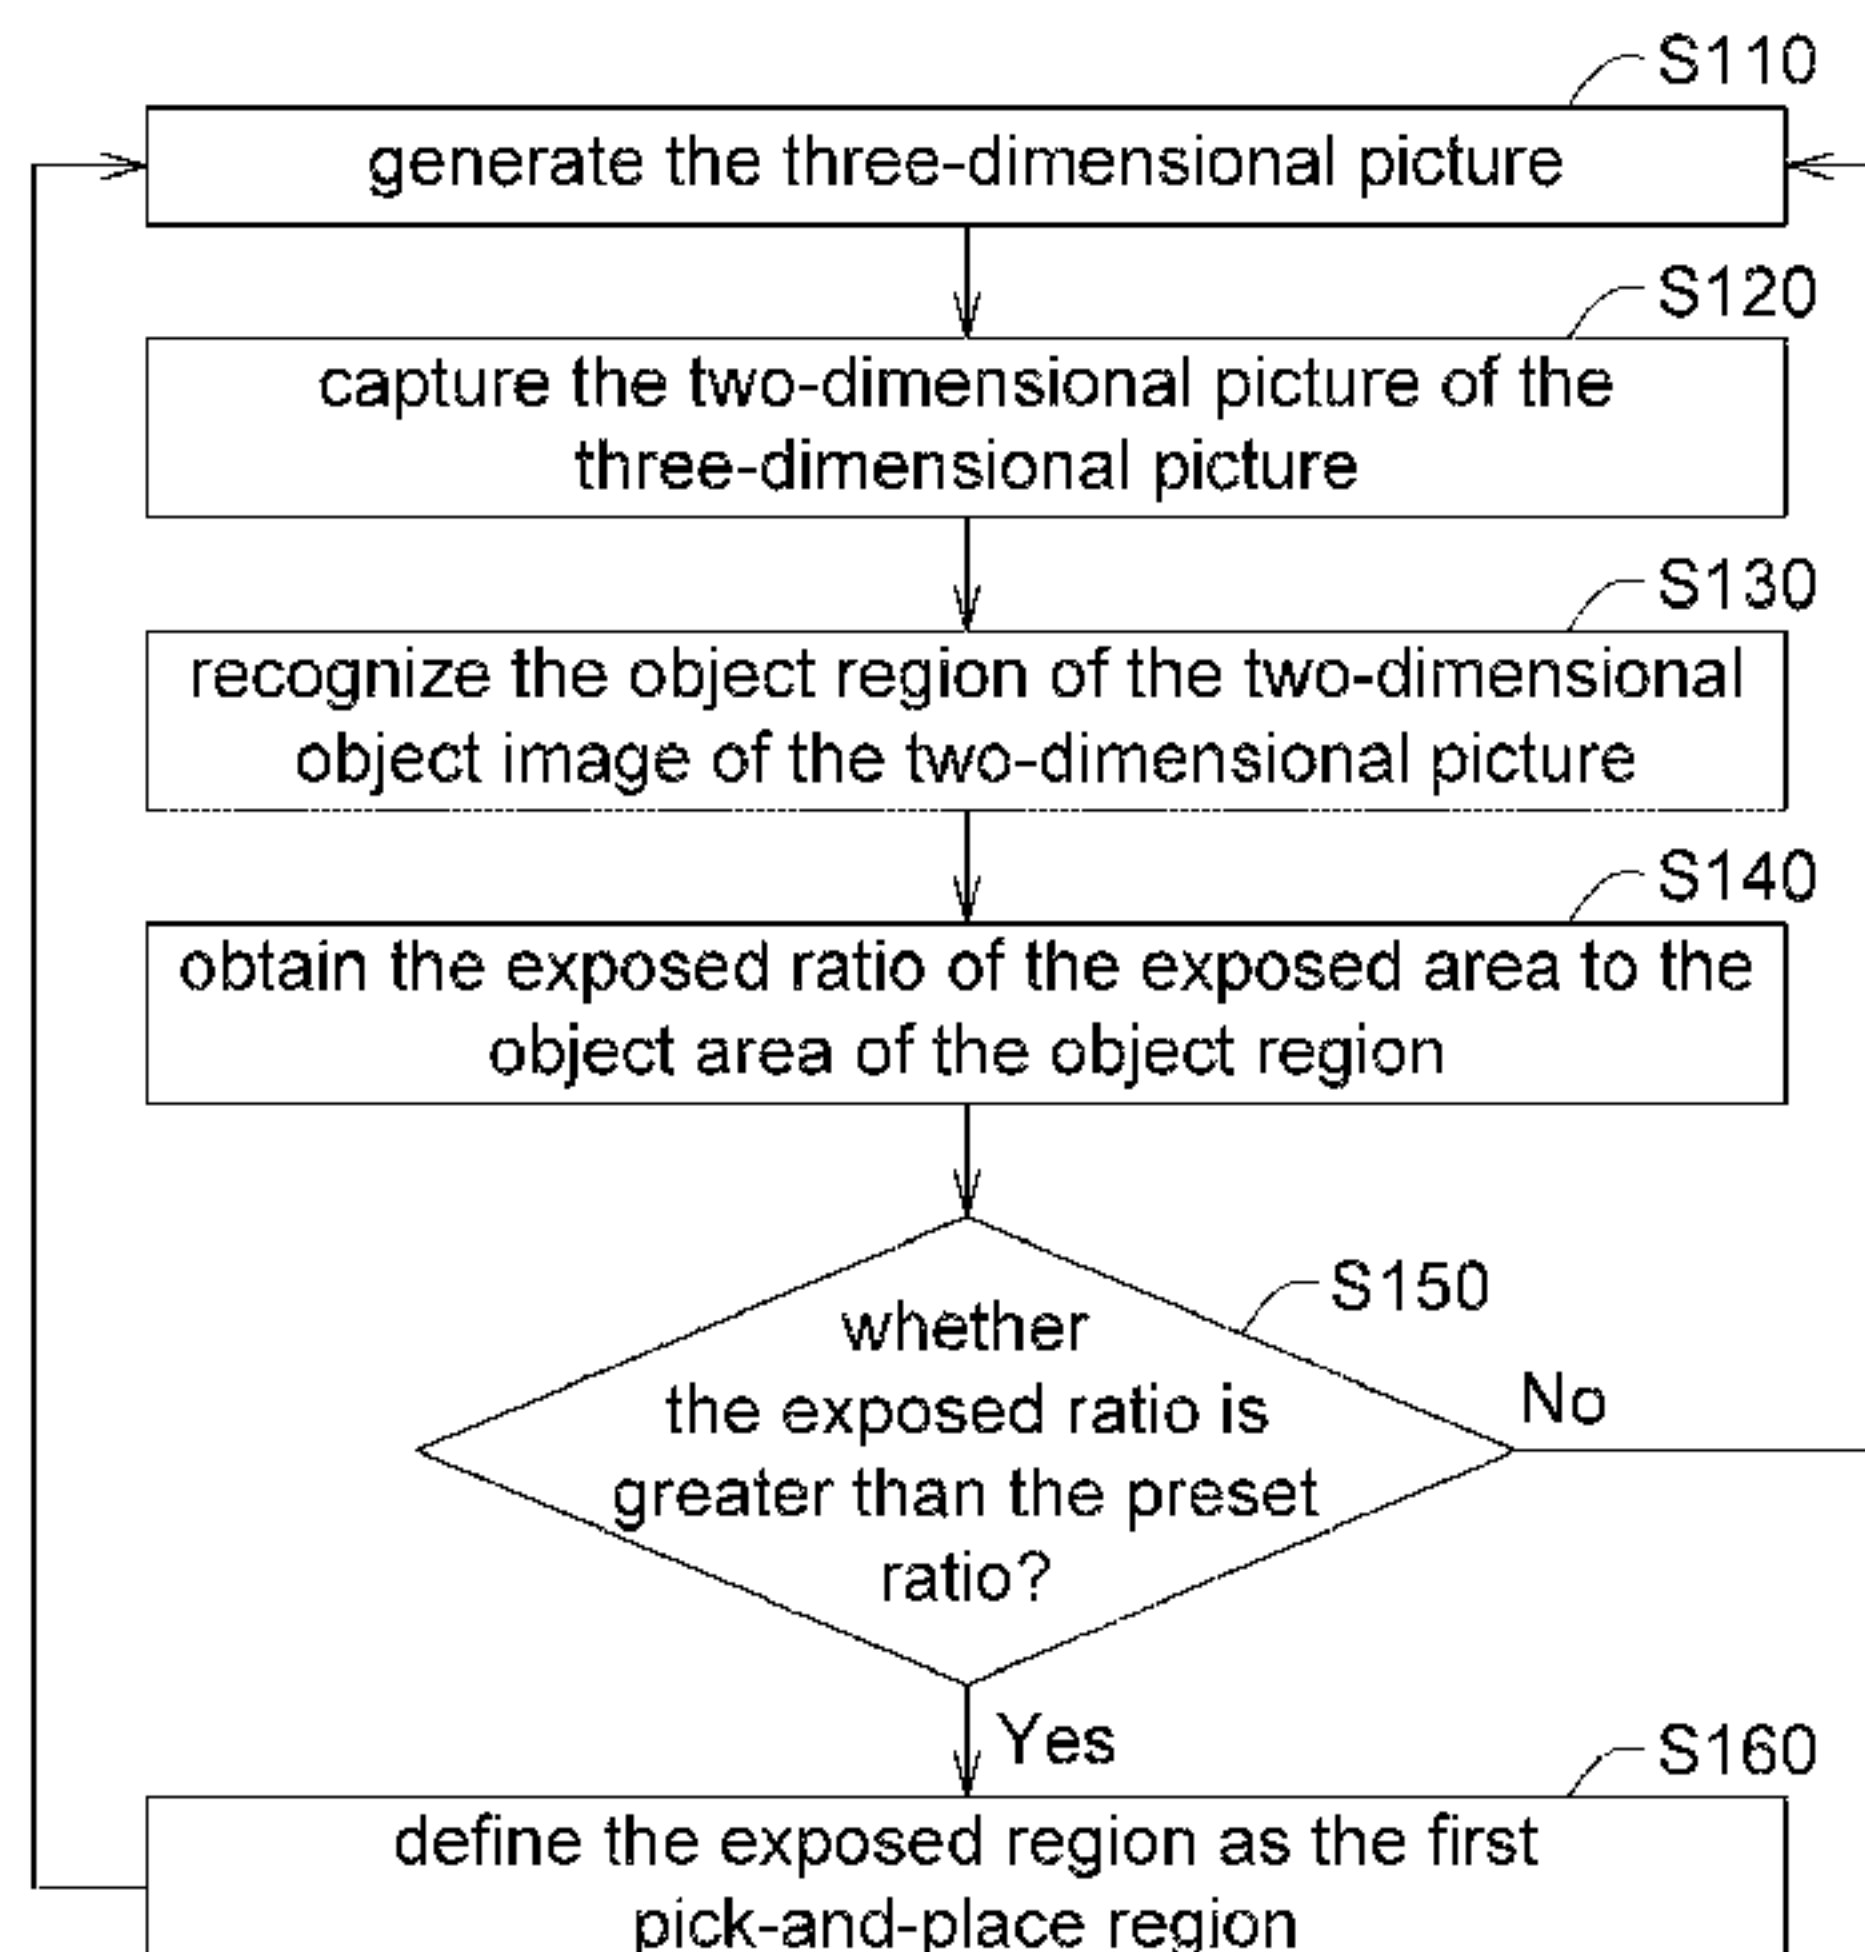 S110
generate the three-dimensional picture
S120
capture the two-dimensional picture of the
three-dimensional picture
S130
recognize the object region of the two-dimensional
object image of the two-dimensional picture
S140
obtain the exposed ratio of the exposed area to the
object area of the object region
S150
whether
the exposed ratio is
greater than the preset
ratio?
No
Yes
S160
define the exposed region as the first
pick-and-place region